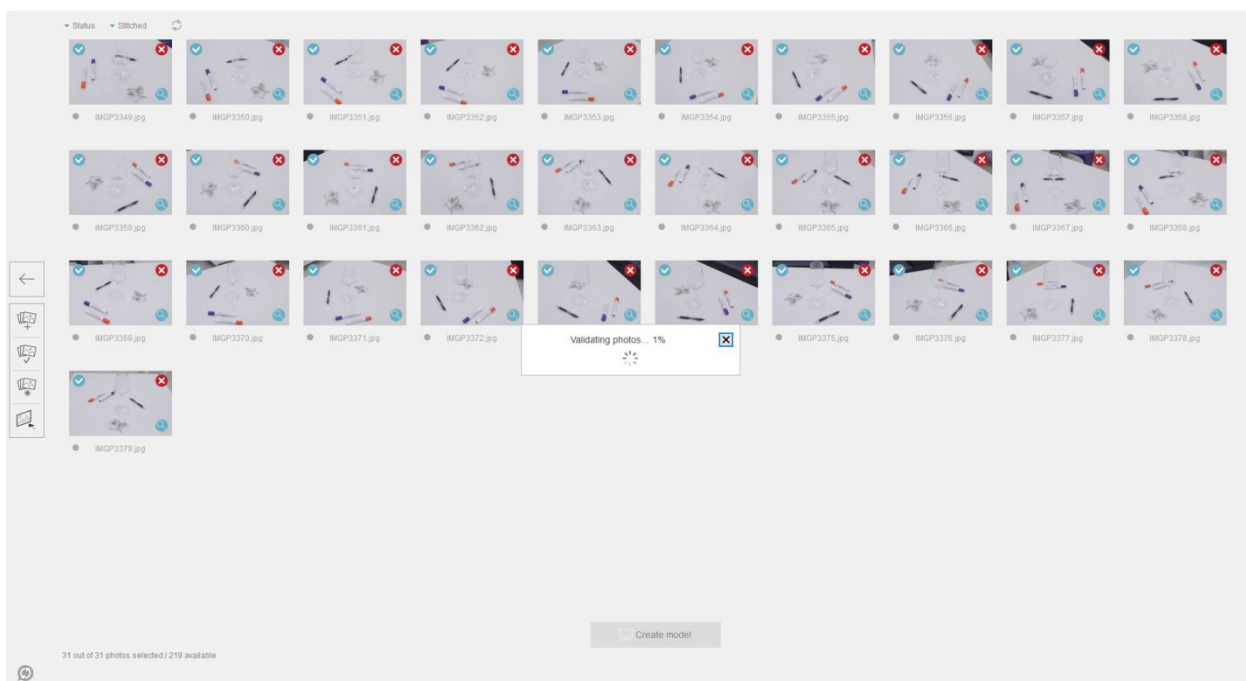 Status Stitched
IMGP3349.jpg IMGP3350.jpg IMGP3351.jpg IMGP3352.jpg IMGP3353.jpg IMGP3354.jpg IMGP3355.jpg IMGP3356.jpg IMGP3357.jpg IMGP3358.jpg
IMGP3359.jpg IMGP3360.jpg IMGP3361.jpg IMGP3362.jpg IMGP3363.jpg IMGP3364.jpg IMGP3365.jpg IMGP3366.jpg IMGP3367.jpg IMGP3368.jpg
IMGP3369.jpg IMGP3370.jpg IMGP3371.jpg IMGP3372.jpg IMGP3375.jpg IMGP3376.jpg IMGP3377.jpg IMGP3378.jpg
Validating photos... 1%
IMGP3379.jpg
Create model
31 out of 31 photos selected / 219 available